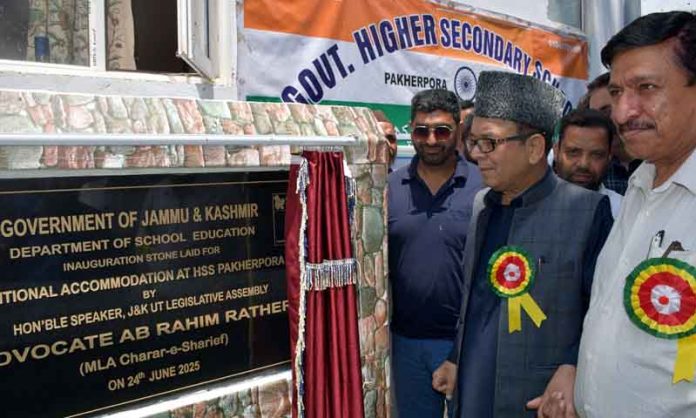 GOVT. HIGHER SECONDARY
PAKHERPORA
GOVERNMENT OF JAMMU & KASHMIR
DEPARTMENT OF SCHOOL EDUCATION
INAUGURATION STONE LAID FOR
ITIONAL ACCOMMODATION AT HSS PAKHERPORA
BY
HON'BLE SPEAKER, J&K UT LEGISLATIVE ASSEMBLY
DVOCATE AB RAHIM RATHER
(MLA Charar-e-Sharief)
ON 24th JUNE 2025